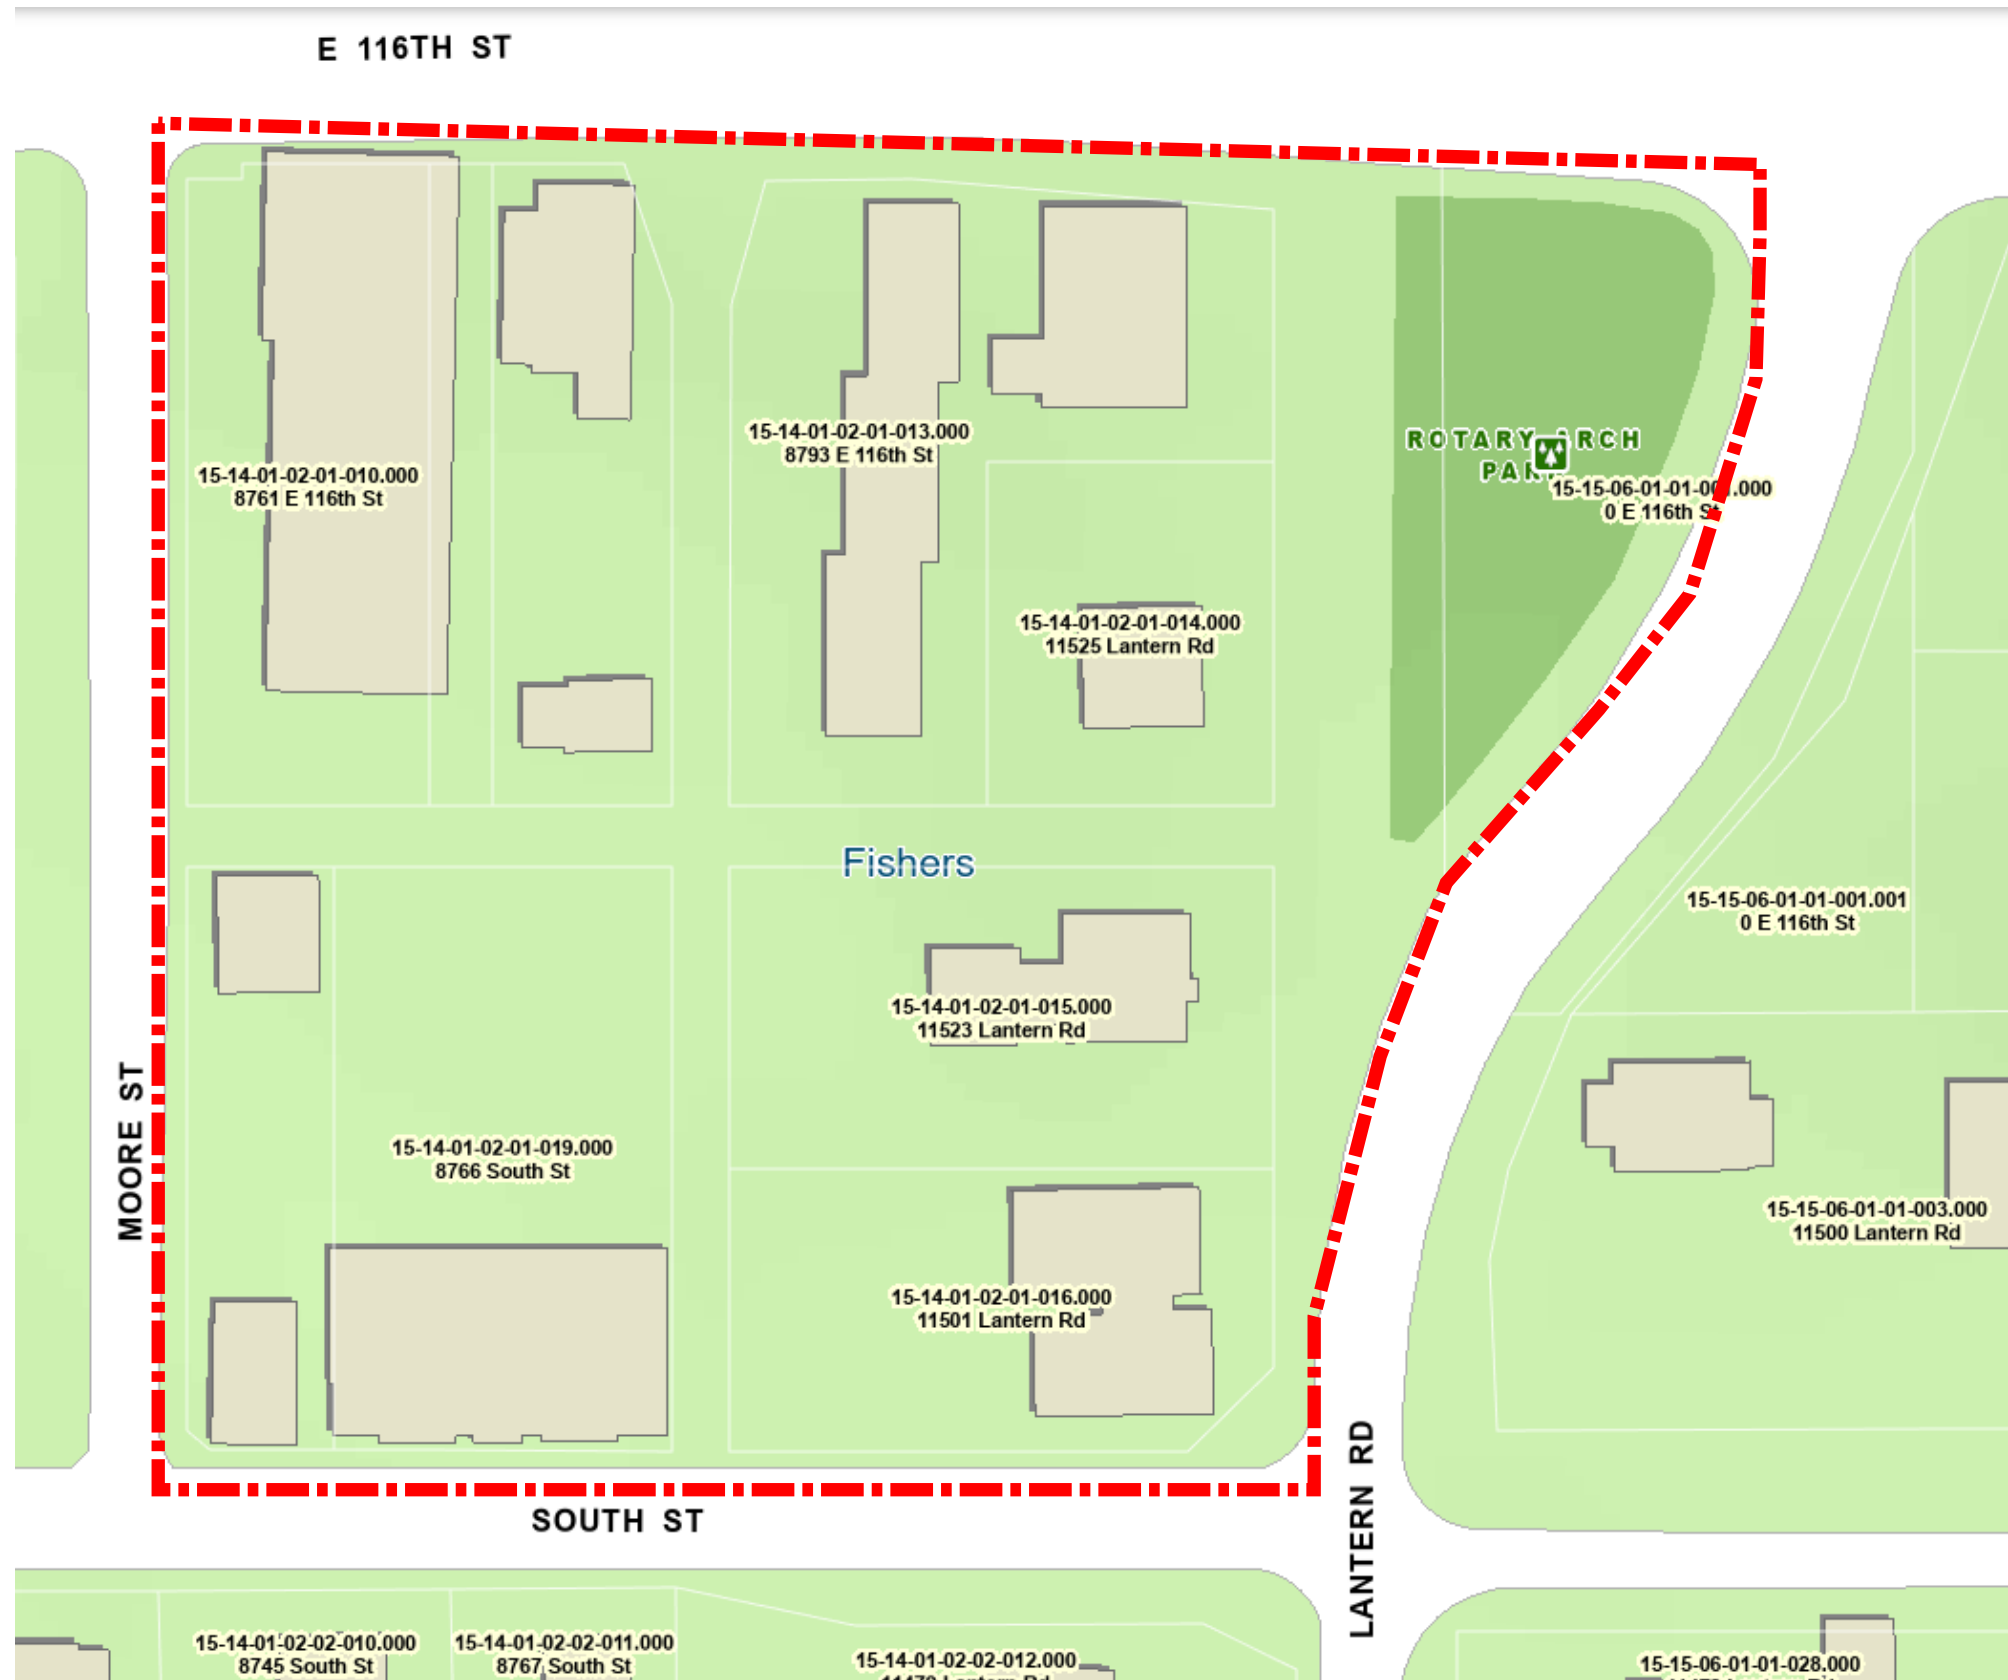 E 116TH ST
15-14-01-02-01-013.000
8793 E 116th St
ROTARY ARCH
PARK
15-14-01-02-01-010.000
8761 E 116th St
15-15-06-01-01-001.000
0 E 116th St
15-14-01-02-01-014.000
11525 Lantern Rd
Fishers
15-15-06-01-01-001.001
0 E 116th St
15-14-01-02-01-015.000
11523 Lantern Rd
MOORE ST
15-14-01-02-01-019.000
8766 South St
15-15-06-01-01-003.000
11500 Lantern Rd
15-14-01-02-01-016.000
11501 Lantern Rd
SOUTH ST
LANTERN RD
15-14-01-02-02-010.000
8745 South St
15-14-01-02-02-011.000
8767 South St
15-14-01-02-02-012.000
Lantern Rd
15-15-06-01-01-028.000